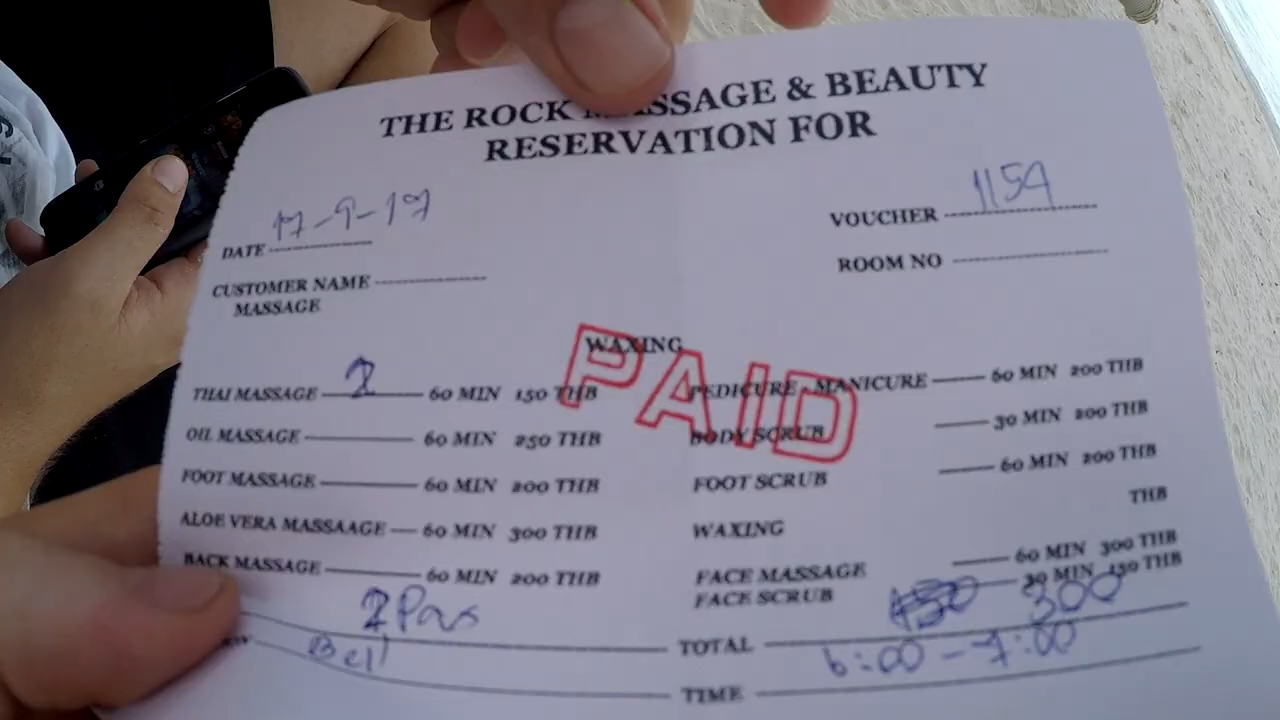 THE ROCK MASSAGE & BEAUTY
RESERVATION FOR
DATE 17-9-17
VOUCHER 1154
CUSTOMER NAME
ROOM NO
MASSAGE
WAXING
PAID
THAI MASSAGE 2 60 MIN 150 THB
PEDICURE - MANICURE 60 MIN 200 THB
OIL MASSAGE 60 MIN 250 THB
BODY SCRUB 30 MIN 200 THB
FOOT MASSAGE 60 MIN 200 THB
FOOT SCRUB 60 MIN 200 THB
ALOE VERA MASSAAGE 60 MIN 300 THB
WAXING THB
BACK MASSAGE 60 MIN 200 THB
FACE MASSAGE 60 MIN 300 THB
FACE SCRUB 30 MIN 150 THB
2 Pax
TOTAL 300
Bell
TIME 6:00-7:00